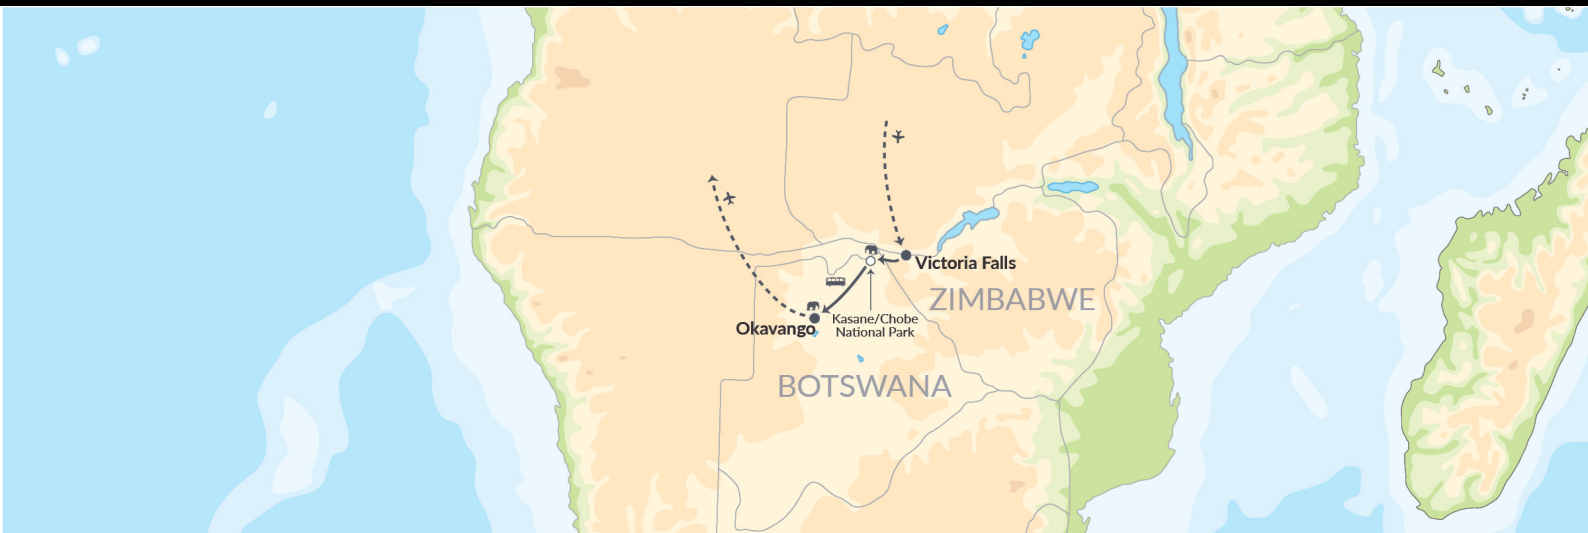 Victoria Falls
ZIMBABWE
Kasane/Chobe
National Park
Okavango
BOTSWANA